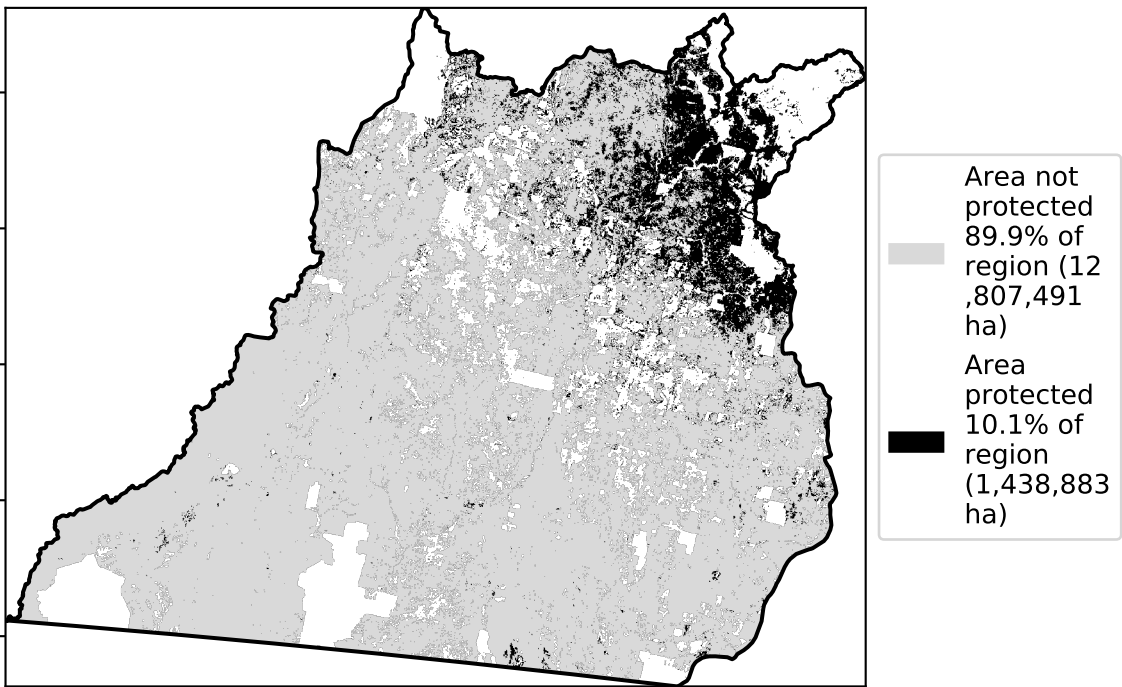 Area not
protected
89.9% of
region (12
,807,491
ha)
Area
protected
10.1% of
region
(1,438,883
ha)